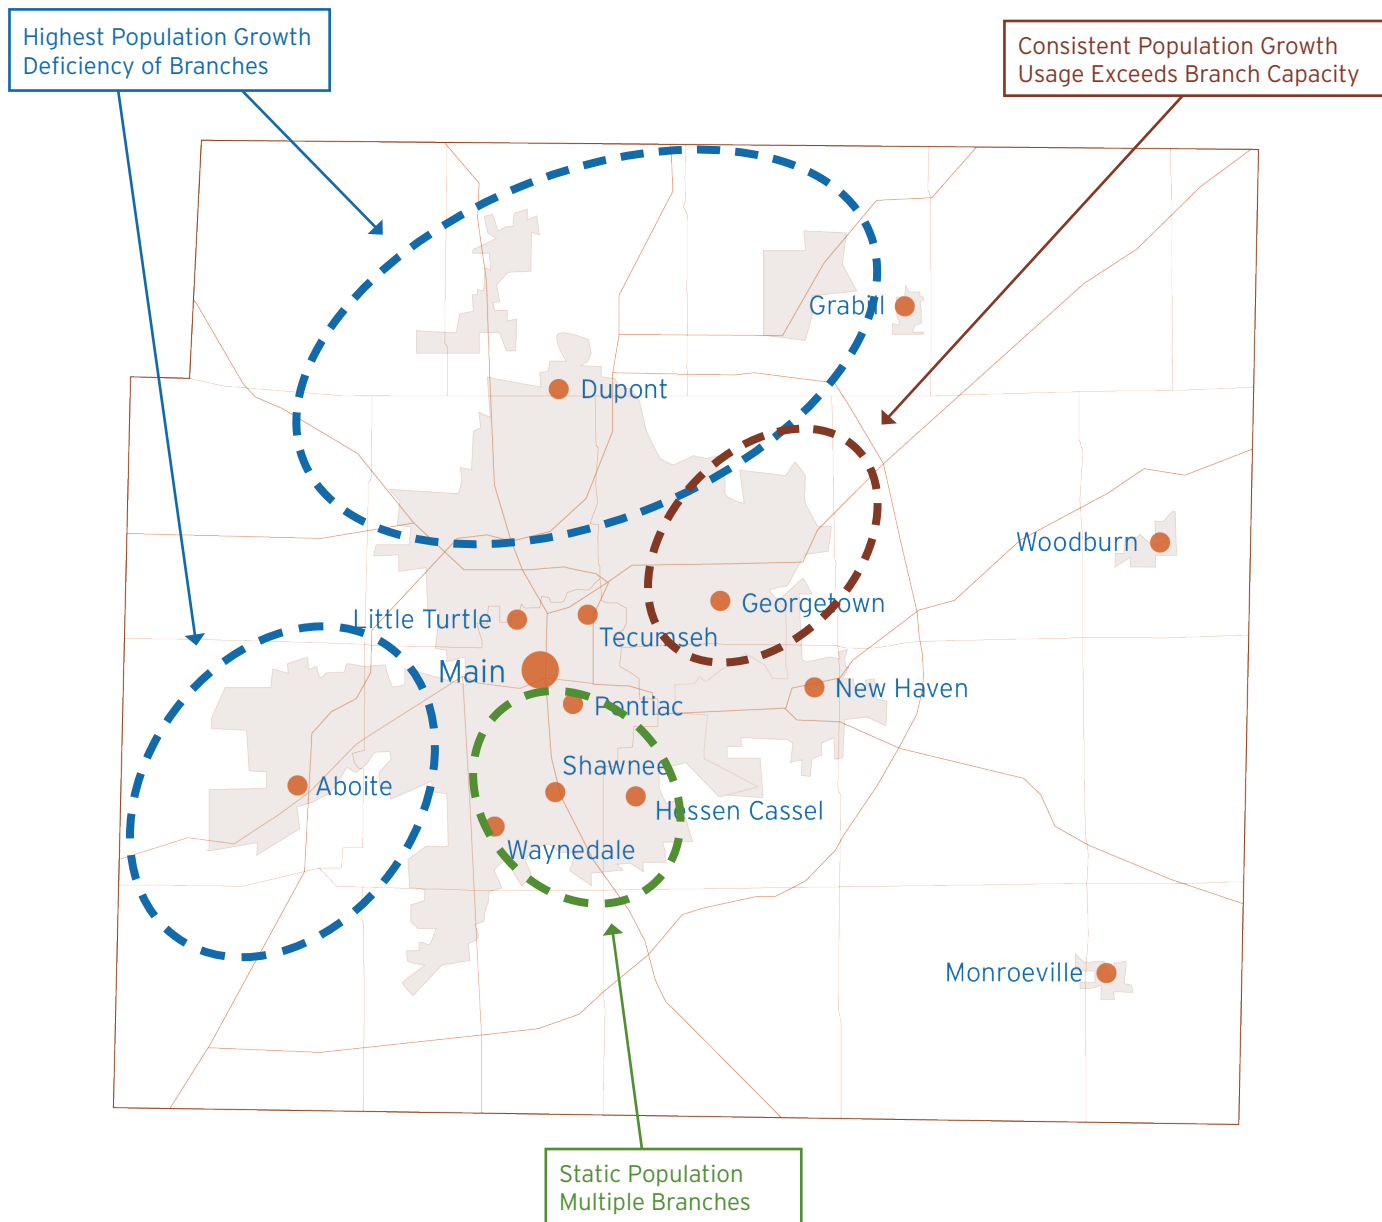 Highest Population Growth
Deficiency of Branches
Consistent Population Growth
Usage Exceeds Branch Capacity
Grabill
Dupont
Woodburn
Georgetown
Little Turtle
Tecumseh
Main
New Haven
Pontiac
Shawnee
Aboite
Hessen Cassel
Waynedale
Monroeville
Static Population
Multiple Branches